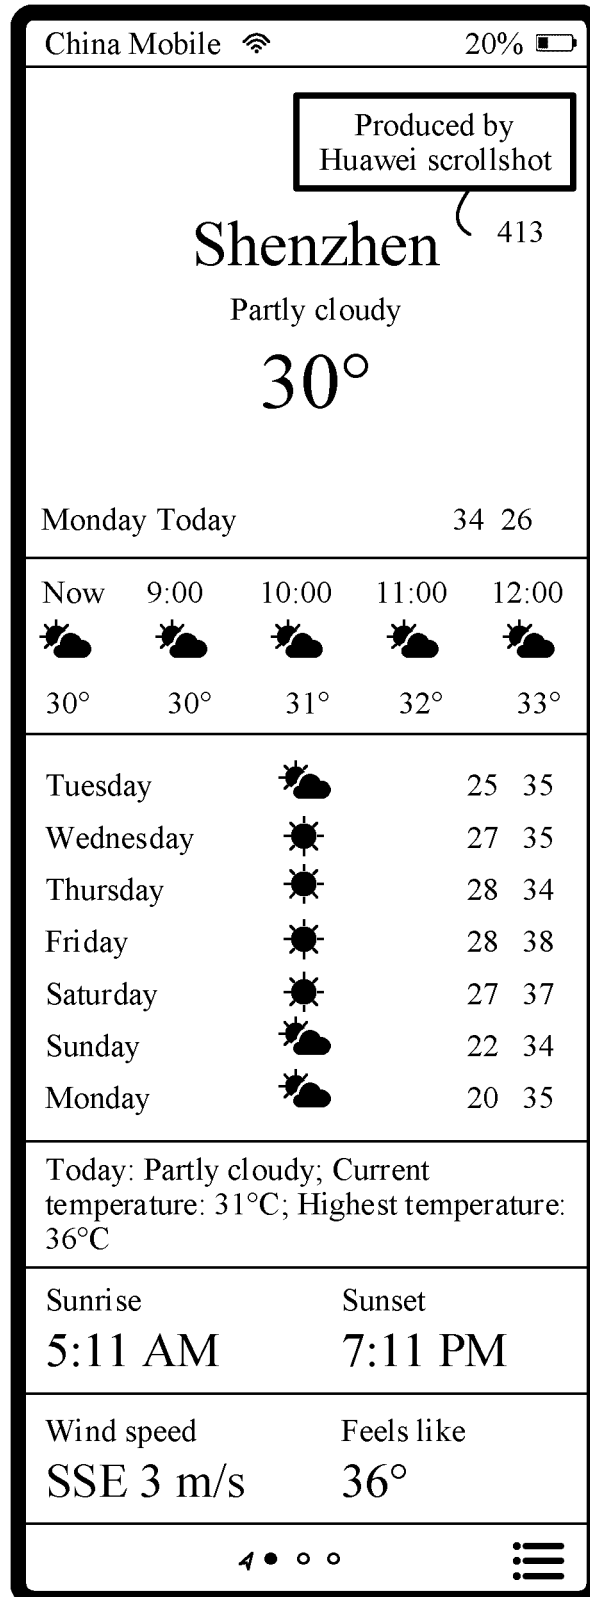 China Mobile 20%
Produced by
Huawei scrollshot
413
Shenzhen
Partly cloudy
30°
Monday Today 34 26
Now 9:00 10:00 11:00 12:00
30° 30° 31° 32° 33°
Tuesday 25 35
Wednesday 27 35
Thursday 28 34
Friday 28 38
Saturday 27 37
Sunday 22 34
Monday 20 35
Today: Partly cloudy; Current
temperature: 31°C; Highest temperature:
36°C
Sunrise Sunset
5:11 AM 7:11 PM
Wind speed Feels like
SSE 3 m/s 36°